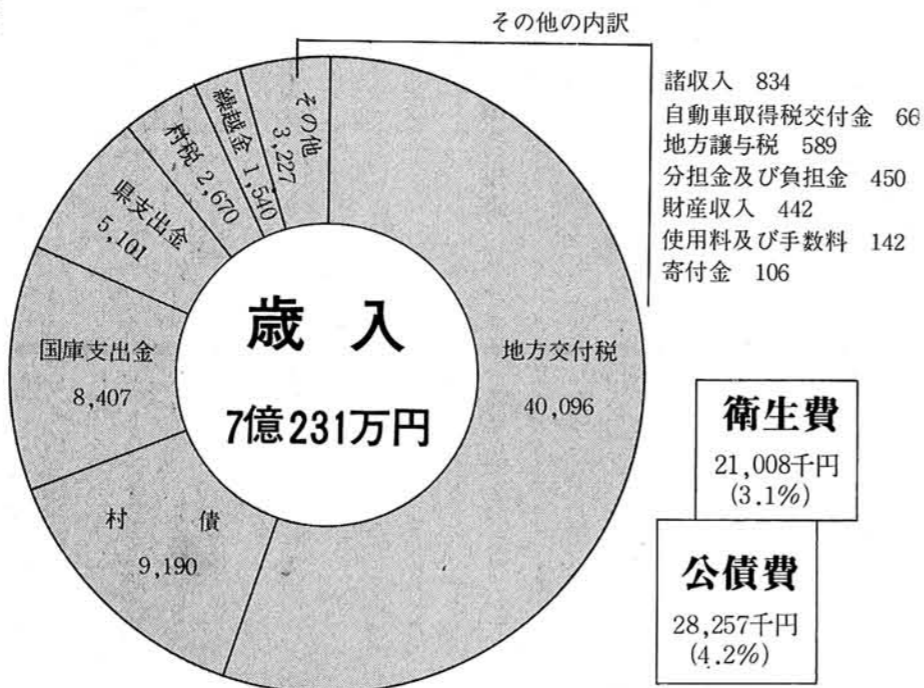 その他の内訳
諸収入 834
自動車取得税交付金 66
地方譲与税 589
分担金及び負担金 450
財産収入 442
使用料及び手数料 142
寄付金 106
その他
3,227
繰越金 1,540
村税 2,670
県支出金
5,101
国庫支出金
8,407
村債
9,190
地方交付税
40,096
歳入
7億231万円
衛生費
21,008千円
(3.1%)
公債費
28,257千円
(4.2%)